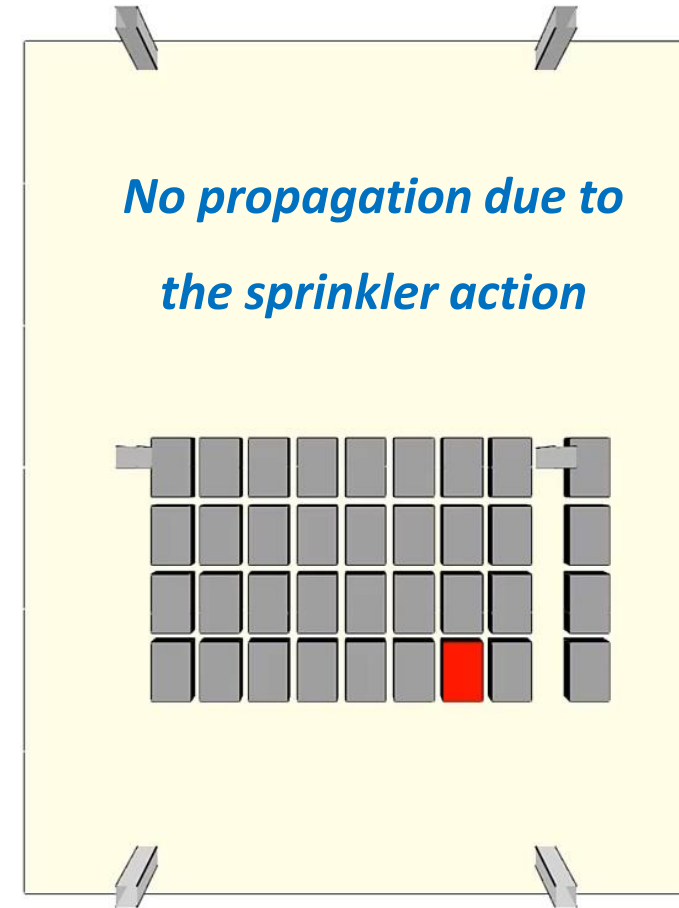 No propagation due to
the sprinkler action